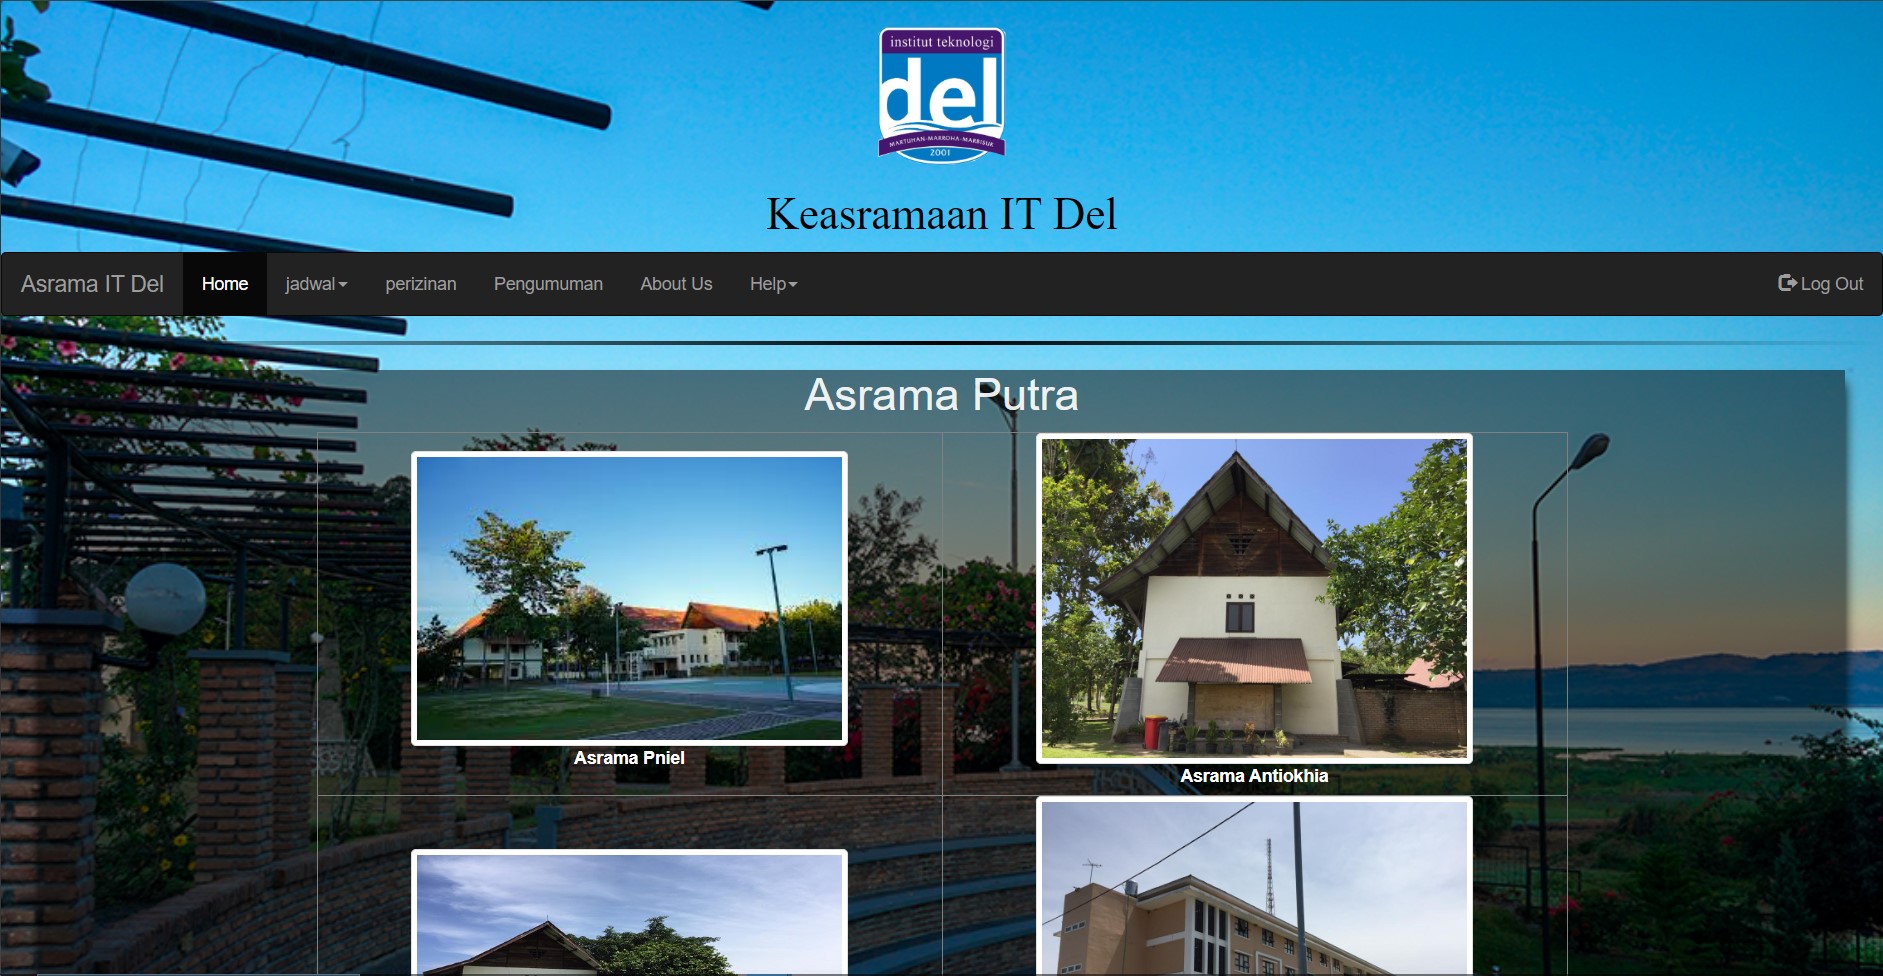 institut teknologi
del
MARTUHAN-MARROHA-MARBISUK
2001
Keasramaan IT Del
Asrama IT Del
Home
jadwal
perizinan
Pengumuman
About Us
Help
Log Out
Asrama Putra
Asrama Pniel
Asrama Antiokhia